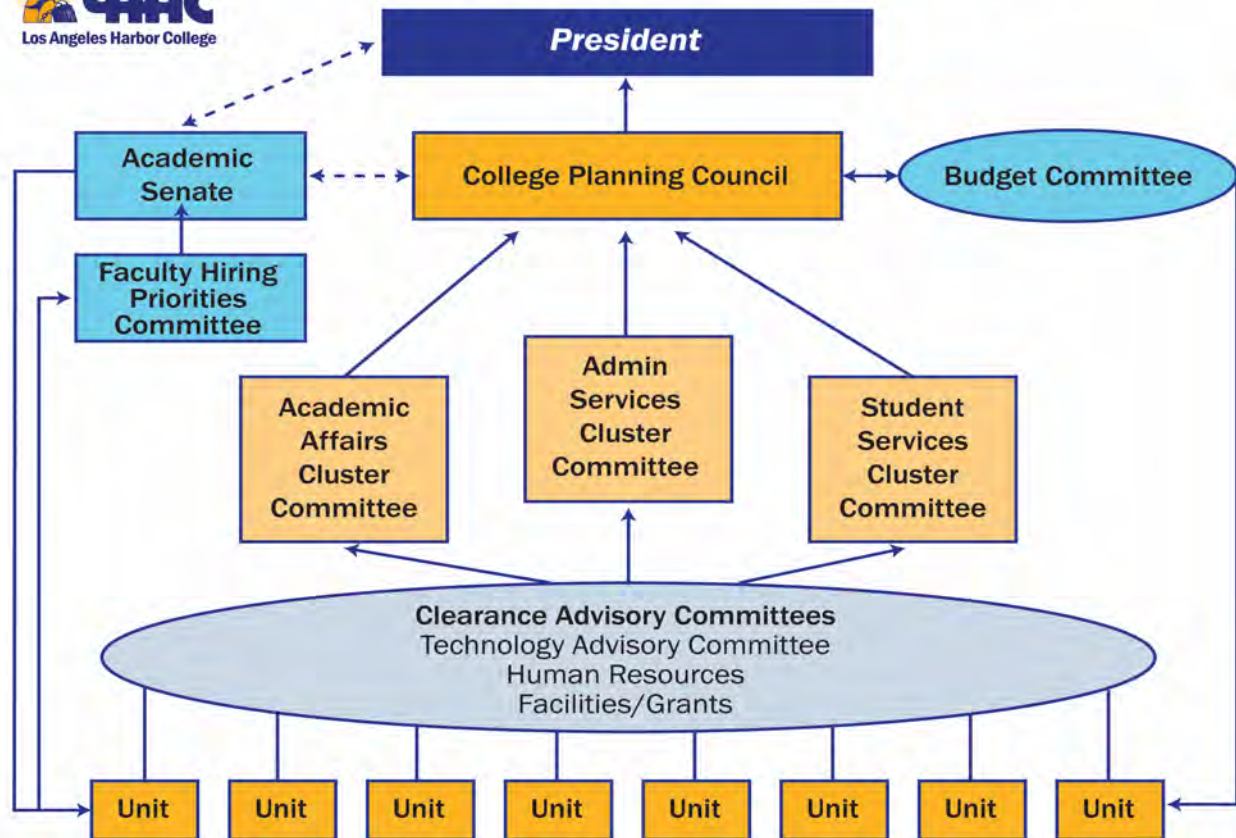 Los Angeles Harbor College
President
Academic
Senate
College Planning Council
Budget Committee
Faculty Hiring
Priorities
Committee
Academic
Affairs
Cluster
Committee
Admin
Services
Cluster
Committee
Student
Services
Cluster
Committee
Clearance Advisory Committees
Technology Advisory Committee
Human Resources
Facilities/Grants
Unit
Unit
Unit
Unit
Unit
Unit
Unit
Unit